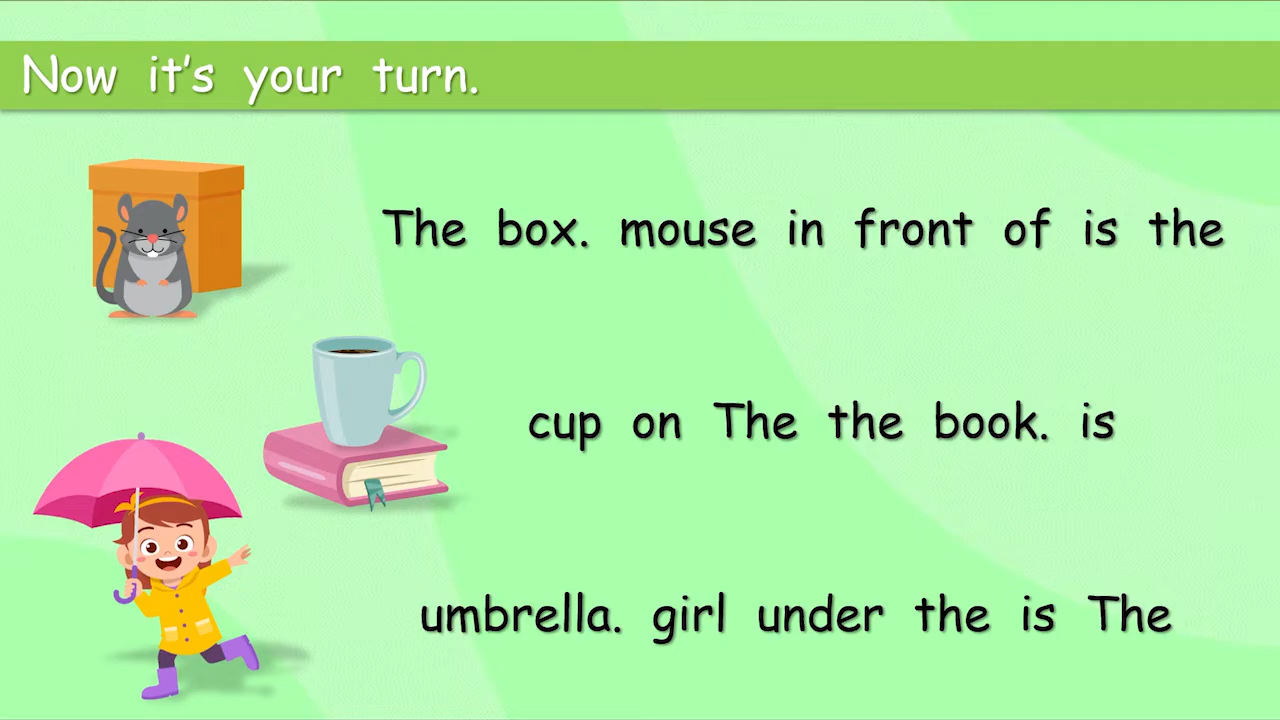 Now it's your turn.
The box. mouse in front of is the
cup on The the book. is
umbrella. girl under the is The